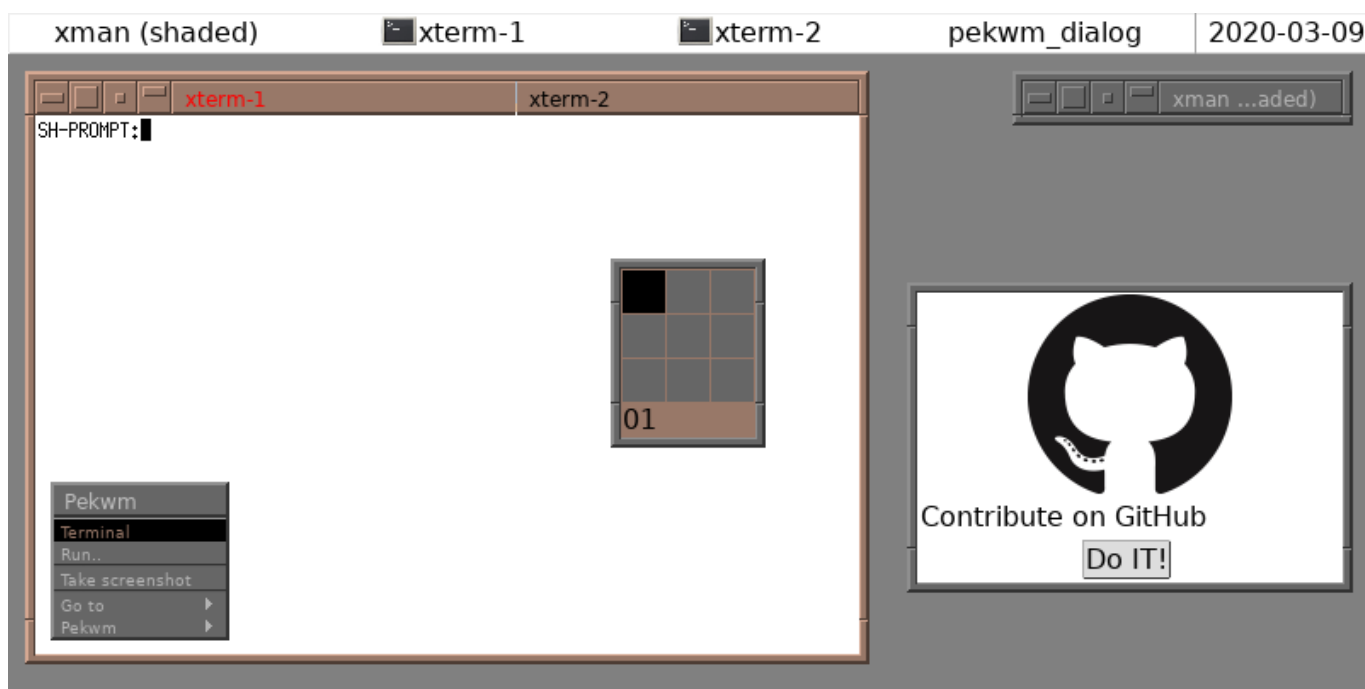 xman (shaded) xterm-1 xterm-2 pekwm_dialog 2020-03-09
xterm-1 xterm-2
xman ...aded)
SH-PROMPT:
01
Pekwm
Terminal
Run..
Take screenshot
Go to
Pekwm
Contribute on GitHub
Do IT!